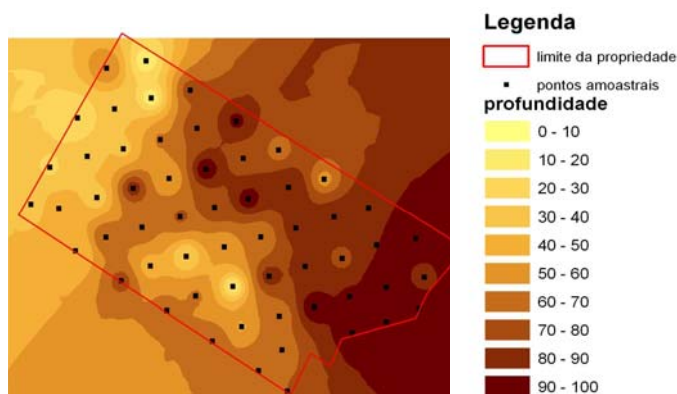 Legenda
limite da propriedade
pontos amoastrais
profundidade
0 - 10
10 - 20
20 - 30
30 - 40
40 - 50
50 - 60
60 - 70
70 - 80
80 - 90
90 - 100